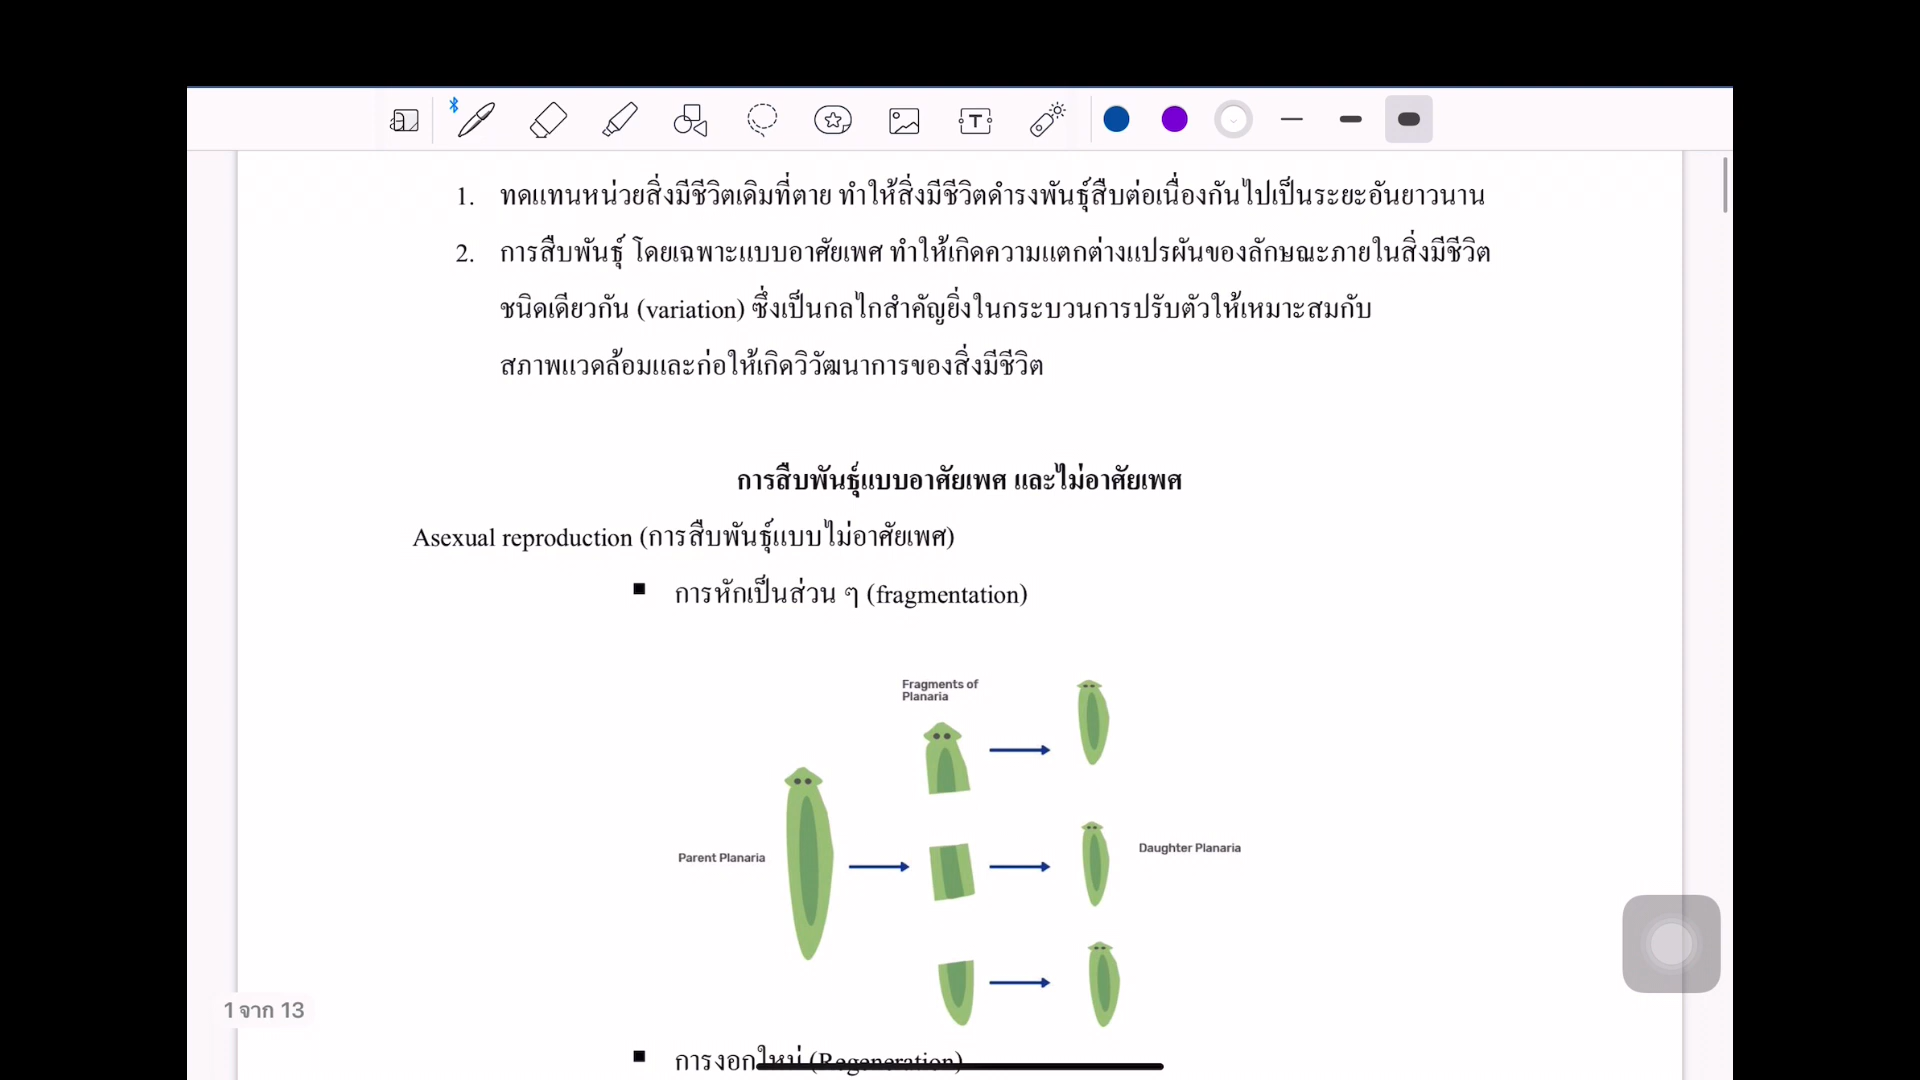 1. ทดแทนหน่วยสิ่งมีชีวิตเดิมที่ตาย ทำให้สิ่งมีชีวิตดำรงพันธุ์สืบต่อเนื่องกันไปเป็นระยะอันยาวนาน
2. การสืบพันธุ์ โดยเฉพาะแบบอาศัยเพศ ทำให้เกิดความแตกต่างแปรผันของลักษณะภายในสิ่งมีชีวิต
ชนิดเดียวกัน (variation) ซึ่งเป็นกลไกสำคัญยิ่งในกระบวนการปรับตัวให้เหมาะสมกับ
สภาพแวดล้อมและก่อให้เกิดวิวัฒนาการของสิ่งมีชีวิต
การสืบพันธุ์แบบอาศัยเพศ และไม่อาศัยเพศ
Asexual reproduction (การสืบพันธุ์แบบไม่อาศัยเพศ)
▪ การหักเป็นส่วน ๆ (fragmentation)
Fragments of
Planaria
Parent Planaria
Daughter Planaria
1 จาก 13
▪ การงอกใหม่ (Regeneration)